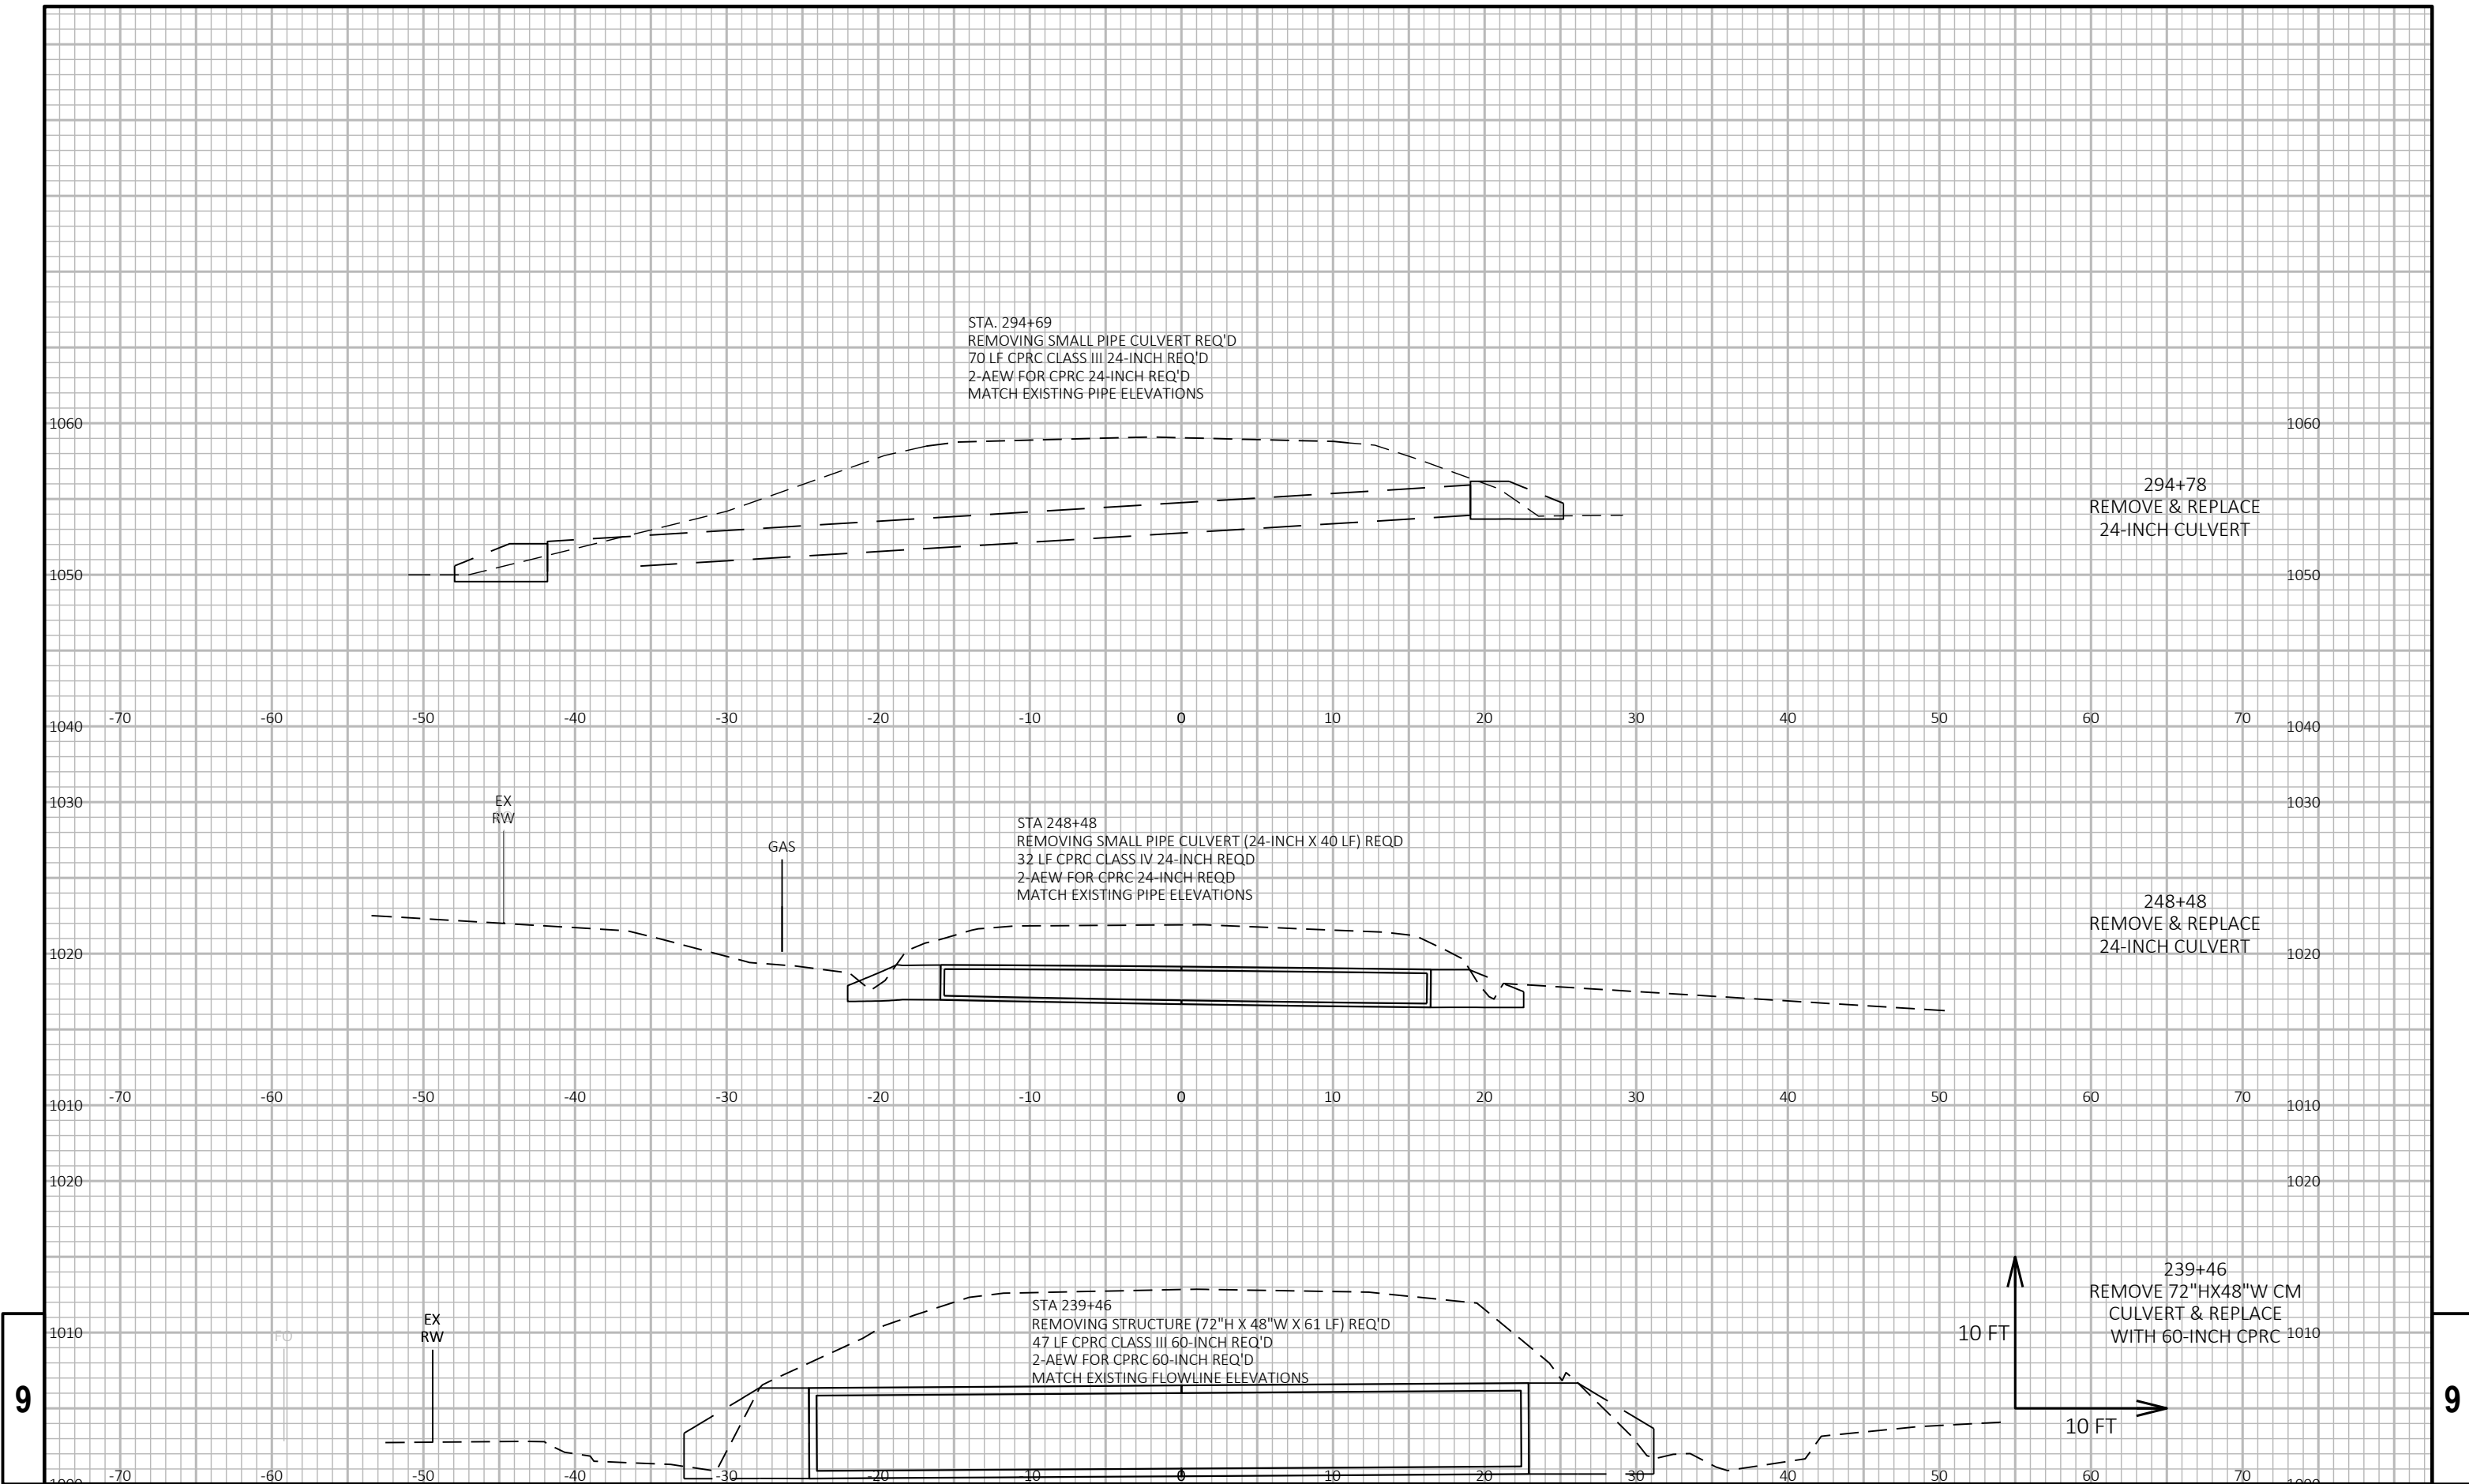 STA. 294+69
REMOVING SMALL PIPE CULVERT REQ'D
70 LF CPRC CLASS III 24-INCH REQ'D
2-AEW FOR CPRC 24-INCH REQ'D
MATCH EXISTING PIPE ELEVATIONS
1060 1060
294+78
REMOVE & REPLACE
24-INCH CULVERT
1050 1050
-70 -60 -50 -40 -30 -20 -10 0 10 20 30 40 50 60 70
1040 1040
1030 1030
EX
RW
GAS
STA 248+48
REMOVING SMALL PIPE CULVERT (24-INCH X 40 LF) REQD
32 LF CPRC CLASS IV 24-INCH REQD
2-AEW FOR CPRC 24-INCH REQD
MATCH EXISTING PIPE ELEVATIONS
248+48
REMOVE & REPLACE
24-INCH CULVERT
1020 1020
-70 -60 -50 -40 -30 -20 -10 0 10 20 30 40 50 60 70
1010 1010
1020 1020
239+46
REMOVE 72"HX48"W CM
CULVERT & REPLACE
WITH 60-INCH CPRC
10 FT
10 FT
STA 239+46
REMOVING STRUCTURE (72"H X 48"W X 61 LF) REQ'D
47 LF CPRC CLASS III 60-INCH REQ'D
2-AEW FOR CPRC 60-INCH REQ'D
MATCH EXISTING FLOWLINE ELEVATIONS
1010 1010
FO
EX
RW
9 9
-70 -60 -50 -40 -30 -20 -10 0 10 20 30 40 50 60 70